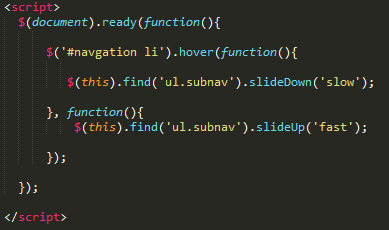 <script>
$(document).ready(function(){
$('#navgation li').hover(function(){
$(this).find('ul.subnav').slideDown('slow');
}, function(){
$(this).find('ul.subnav').slideUp('fast');
});
});
</script>